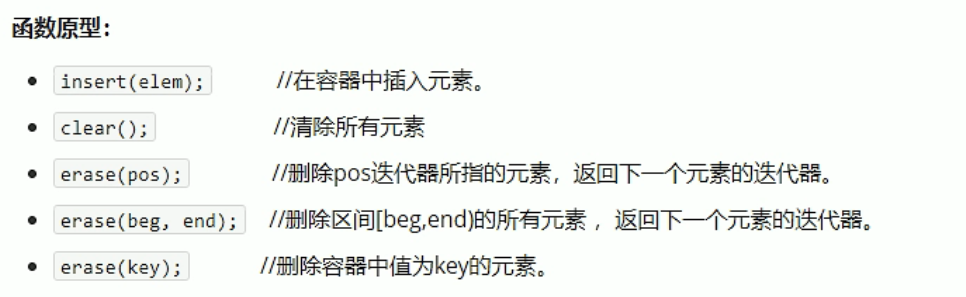 函数原型：
insert(elem); //在容器中插入元素。
clear(); //清除所有元素
erase(pos); //删除pos迭代器所指的元素，返回下一个元素的迭代器。
erase(beg, end); //删除区间[beg,end)的所有元素 ，返回下一个元素的迭代器。
erase(key); //删除容器中值为key的元素。